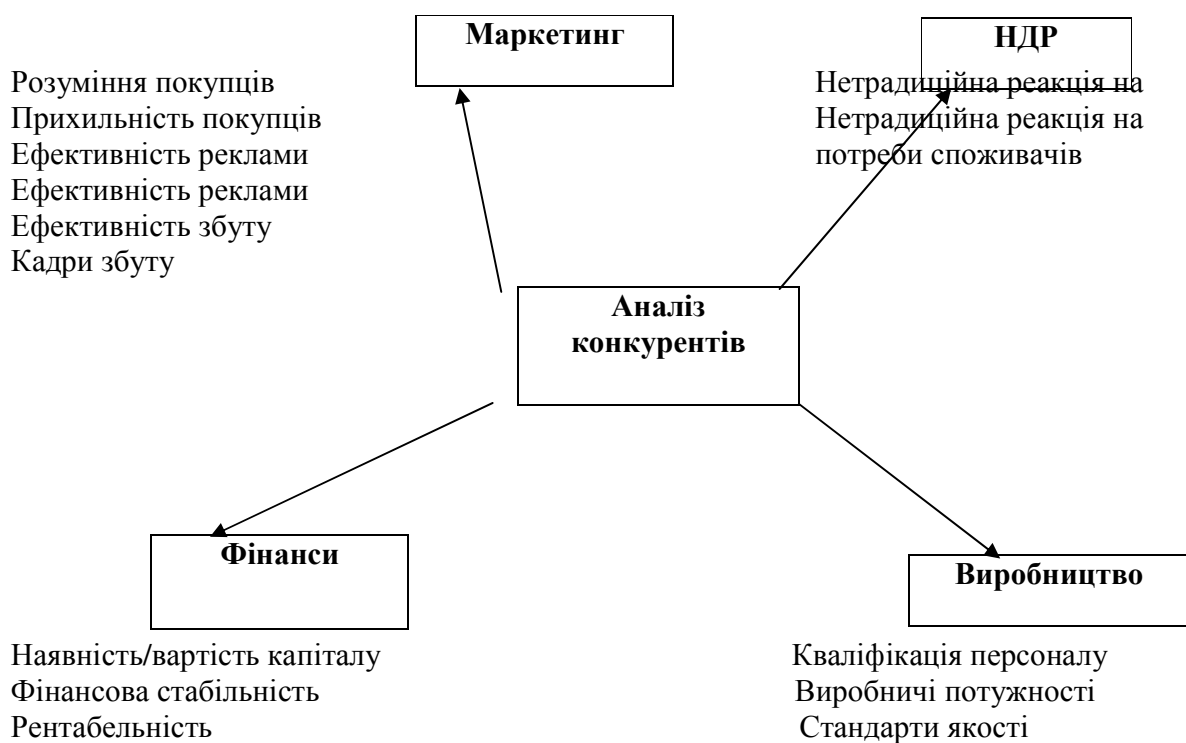 Маркетинг
Розуміння покупців
Прихильність покупців
Ефективність реклами
Ефективність реклами
Ефективність збуту
Кадри збуту
НДР
Нетрадиційна реакція на
Нетрадиційна реакція на
потреби споживачів
Аналіз
конкурентів
Фінанси
Наявність/вартість капіталу
Фінансова стабільність
Рентабельність
Виробництво
Кваліфікація персоналу
Виробничі потужності
Стандарти якості